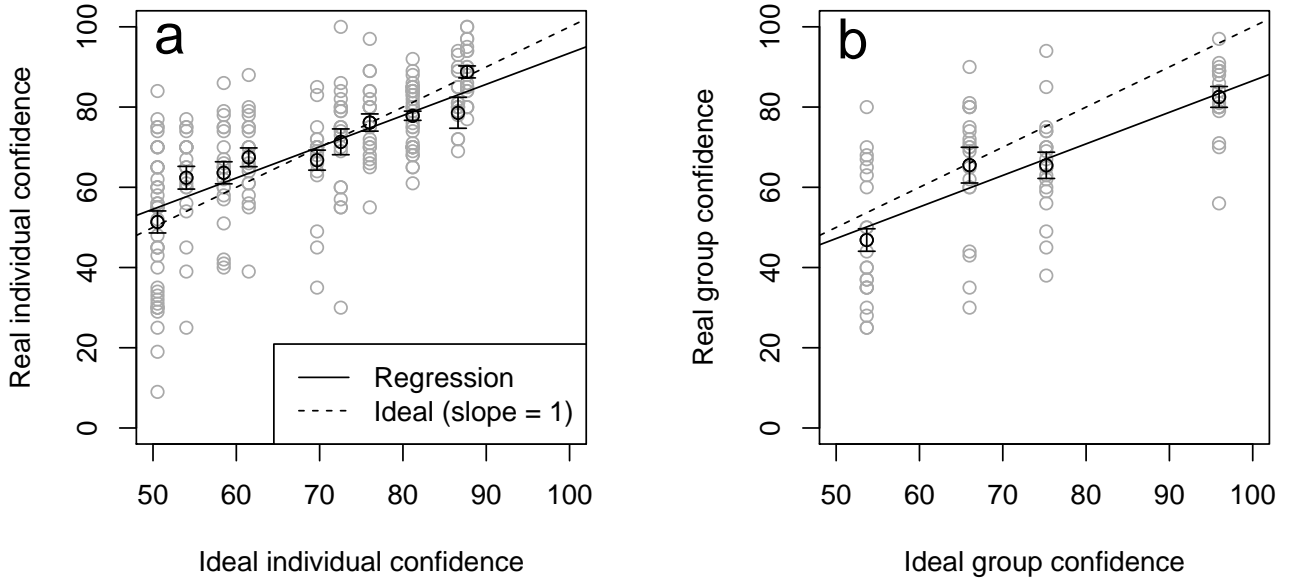 a
100
80
60
40
20
0
Real individual confidence
50 60 70 80 90 100
Ideal individual confidence
Regression
Ideal (slope = 1)
b
100
80
60
40
20
0
Real group confidence
50 60 70 80 90 100
Ideal group confidence